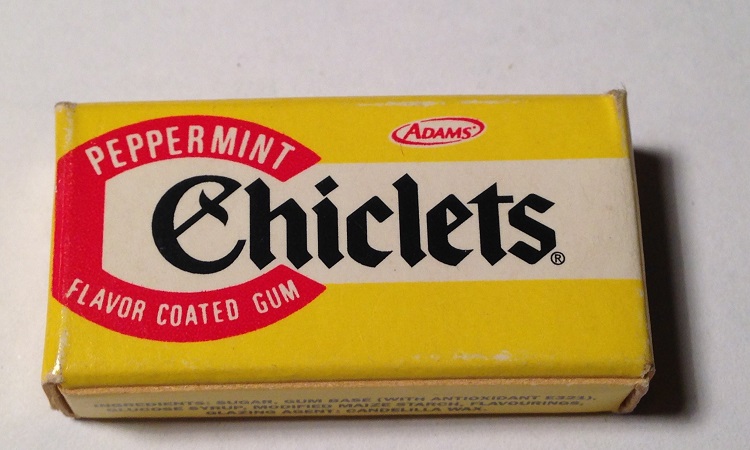 PEPPERMINT
ADAMS®
Chiclets®
FLAVOR COATED GUM
INGREDIENTS: SUGAR, GUM BASE (WITH ANTIOXIDANT E321),
GLUCOSE SYRUP, MODIFIED MAIZE STARCH, FLAVOURINGS,
GLAZING AGENT: CANDELILLA WAX.